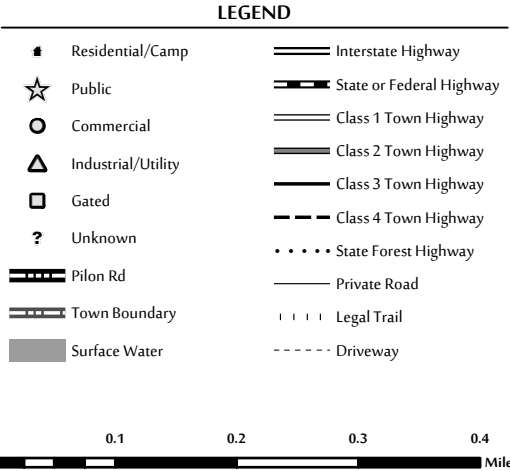 LEGEND
Residential/Camp
Public
Commercial
Industrial/Utility
Gated
? Unknown
Pilon Rd
Town Boundary
Surface Water
Interstate Highway
State or Federal Highway
Class 1 Town Highway
Class 2 Town Highway
Class 3 Town Highway
Class 4 Town Highway
State Forest Highway
Private Road
Legal Trail
Driveway
0.1 0.2 0.3 0.4
Mile